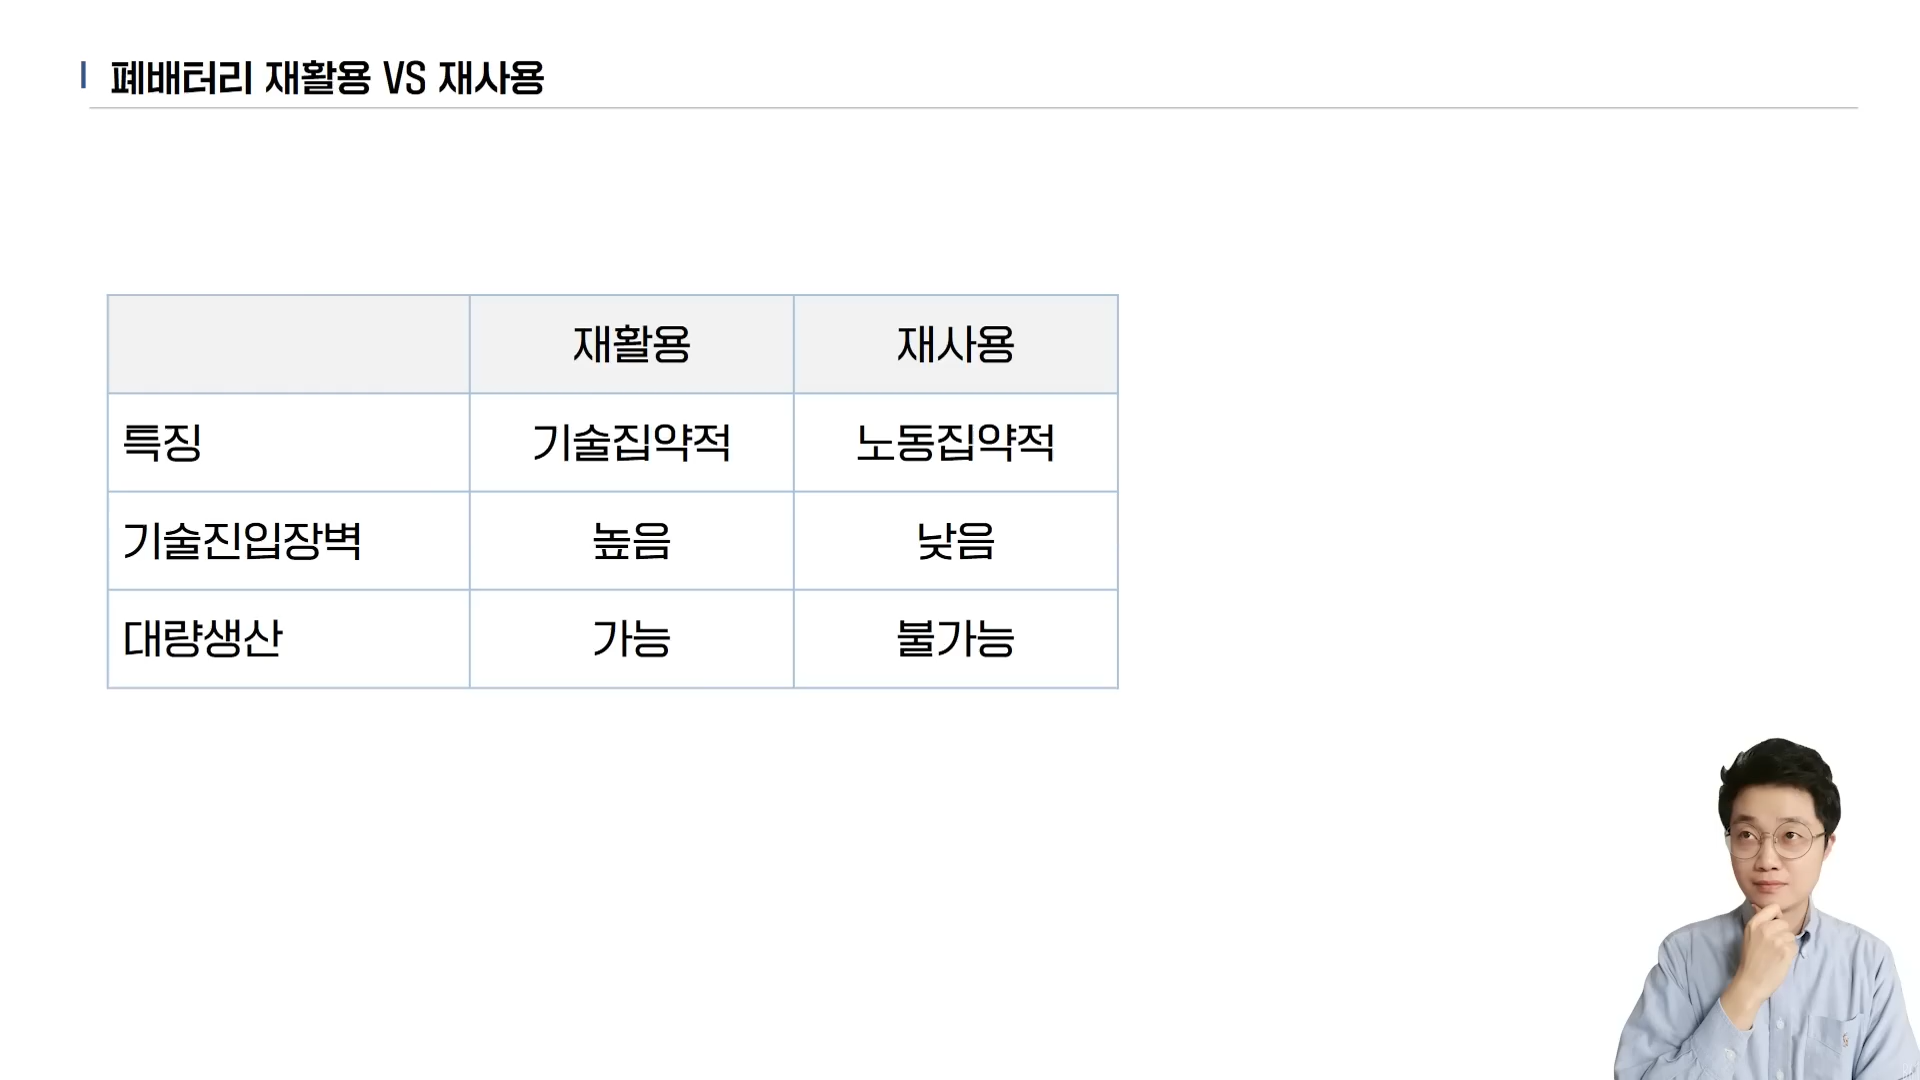 폐배터리 재활용 VS 재사용
재활용 재사용
특징 기술집약적 노동집약적
기술진입장벽 높음 낮음
대량생산 가능 불가능